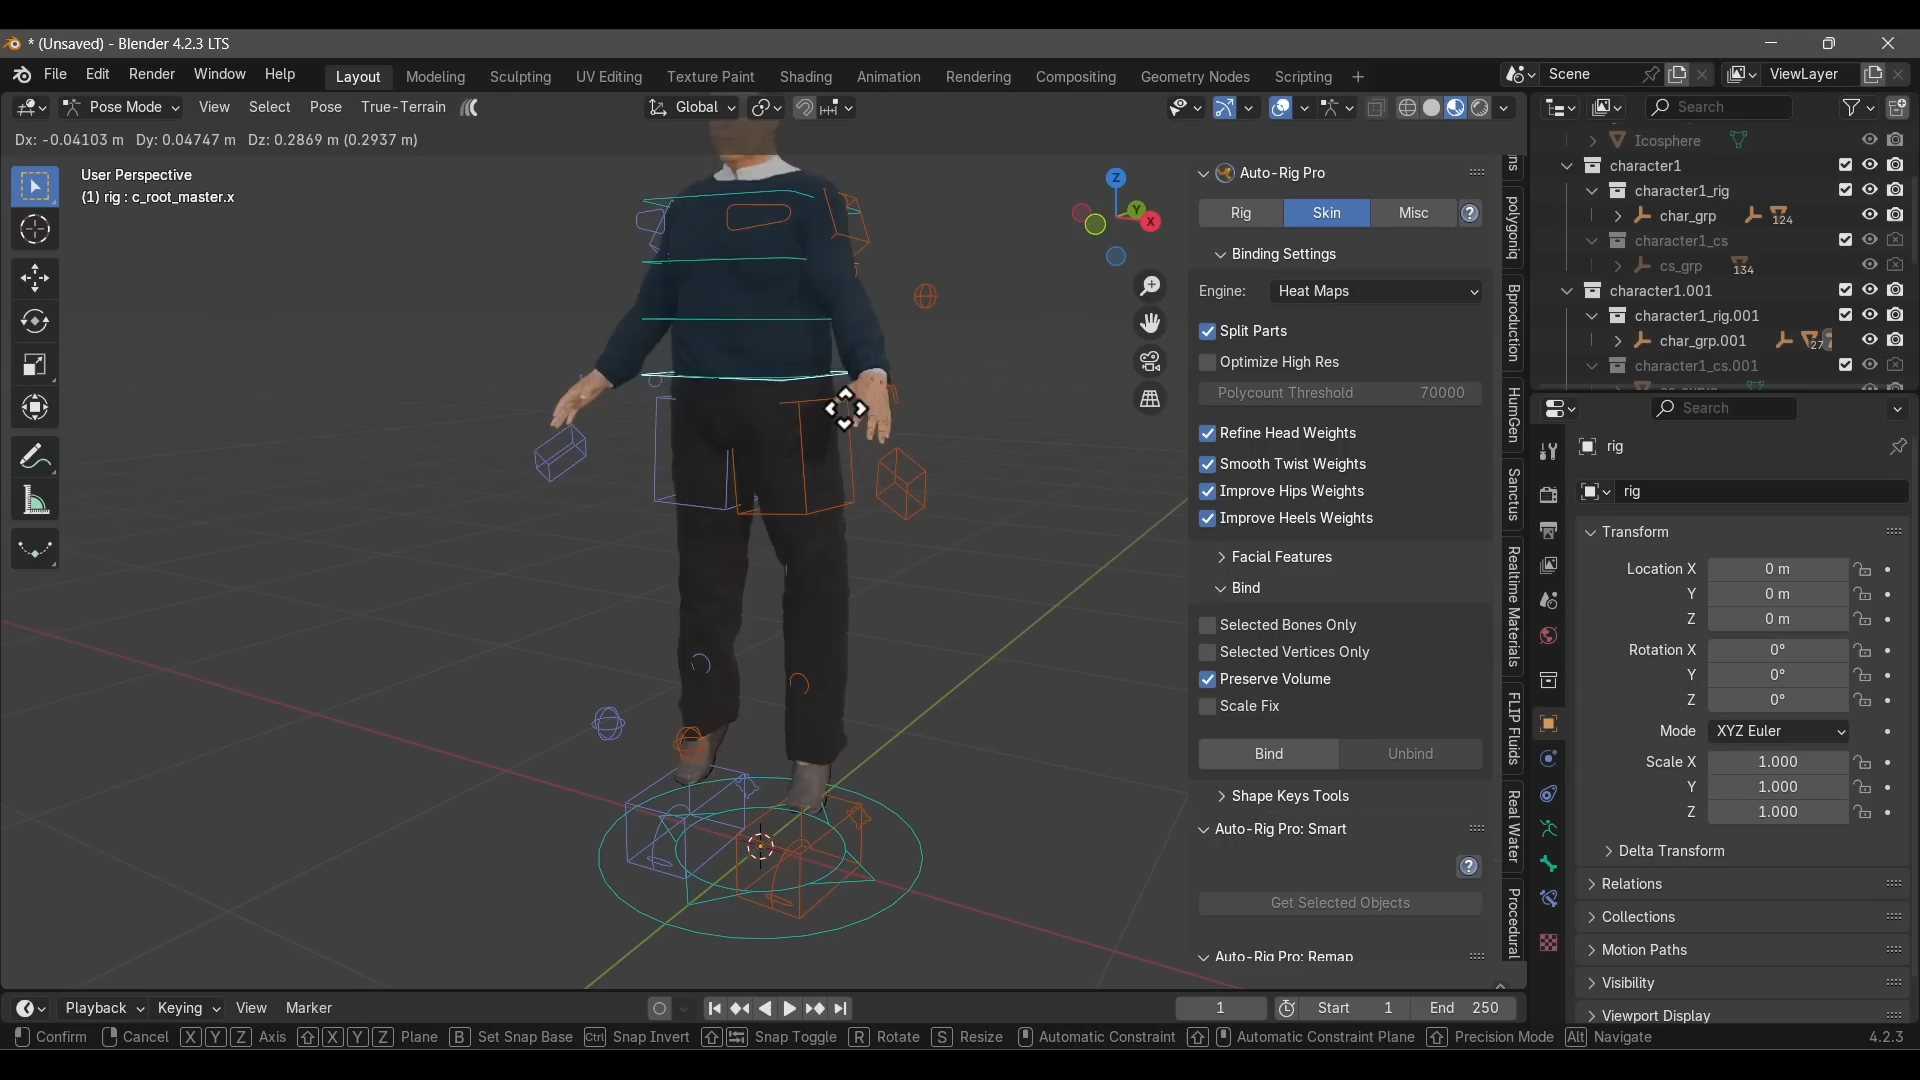 * (Unsaved) - Blender 4.2.3 LTS
File Edit Render Window Help Layout Modeling Sculpting UV Editing Texture Paint Shading Animation Rendering Compositing Geometry Nodes Scripting + Scene ViewLayer
Pose Mode View Select Pose True-Terrain Global Search
Dx: -0.04103 m Dy: 0.04747 m Dz: 0.2869 m (0.2937 m)
User Perspective
(1) rig : c_root_master.x
Z
Y
X
Auto-Rig Pro
Rig Skin Misc ?
Binding Settings
Engine: Heat Maps
Split Parts
Optimize High Res
Polycount Threshold 70000
Refine Head Weights
Smooth Twist Weights
Improve Hips Weights
Improve Heels Weights
Facial Features
Bind
Selected Bones Only
Selected Vertices Only
Preserve Volume
Scale Fix
Bind Unbind
Shape Keys Tools
Auto-Rig Pro: Smart
?
Get Selected Objects
Auto-Rig Pro: Remap
polygoniq
Bproduction
HumGen
Sanctus
Realtime Materials
FLIP Fluids
Real Water
Procedural
Icosphere
character1
character1_rig
char_grp 124
character1_cs
cs_grp 134
character1.001
character1_rig.001
char_grp.001 27
character1_cs.001
Search
rig
rig
Transform
Location X 0 m
Y 0 m
Z 0 m
Rotation X 0°
Y 0°
Z 0°
Mode XYZ Euler
Scale X 1.000
Y 1.000
Z 1.000
Delta Transform
Relations
Collections
Motion Paths
Visibility
Viewport Display
Playback Keying View Marker 1 Start 1 End 250
Confirm Cancel X Y Z Axis X Y Z Plane B Set Snap Base Ctrl Snap Invert Snap Toggle R Rotate S Resize Automatic Constraint Automatic Constraint Plane Precision Mode Alt Navigate 4.2.3